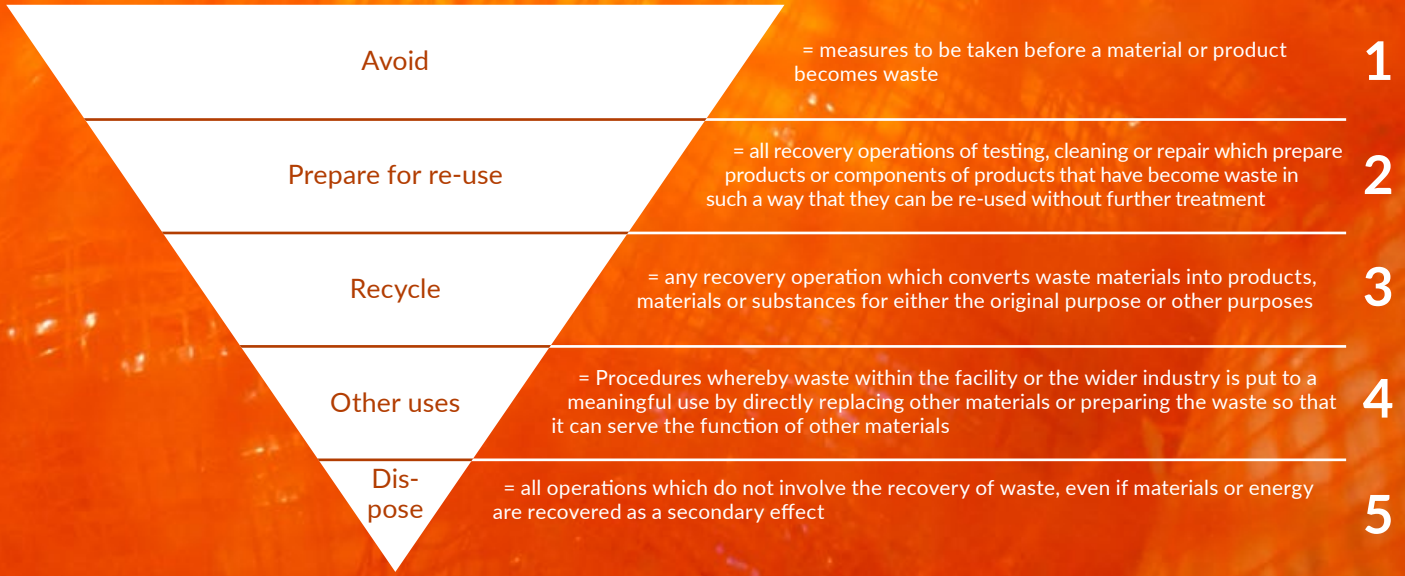 Avoid
= measures to be taken before a material or product
becomes waste
1
Prepare for re-use
= all recovery operations of testing, cleaning or repair which prepare
products or components of products that have become waste in
such a way that they can be re-used without further treatment
2
Recycle
= any recovery operation which converts waste materials into products,
materials or substances for either the original purpose or other purposes
3
Other uses
= Procedures whereby waste within the facility or the wider industry is put to a
meaningful use by directly replacing other materials or preparing the waste so that
it can serve the function of other materials
4
Dis-
pose
= all operations which do not involve the recovery of waste, even if materials or energy
are recovered as a secondary effect
5